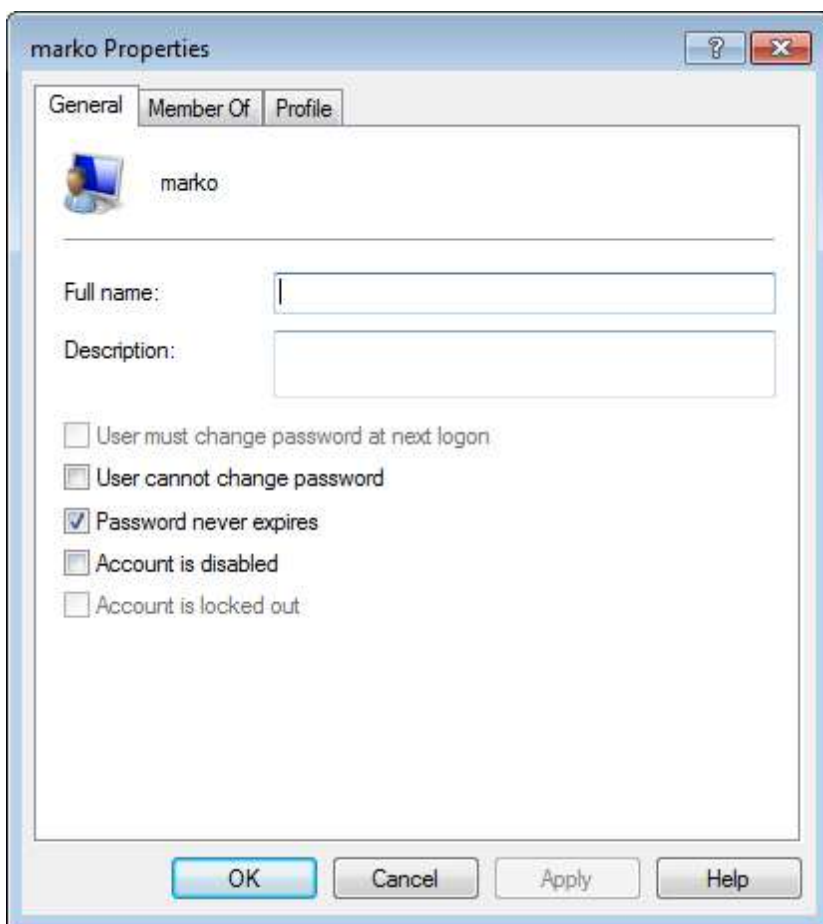 marko Properties
General Member Of Profile
marko
Full name:
Description:
User must change password at next logon
User cannot change password
Password never expires
Account is disabled
Account is locked out
OK Cancel Apply Help